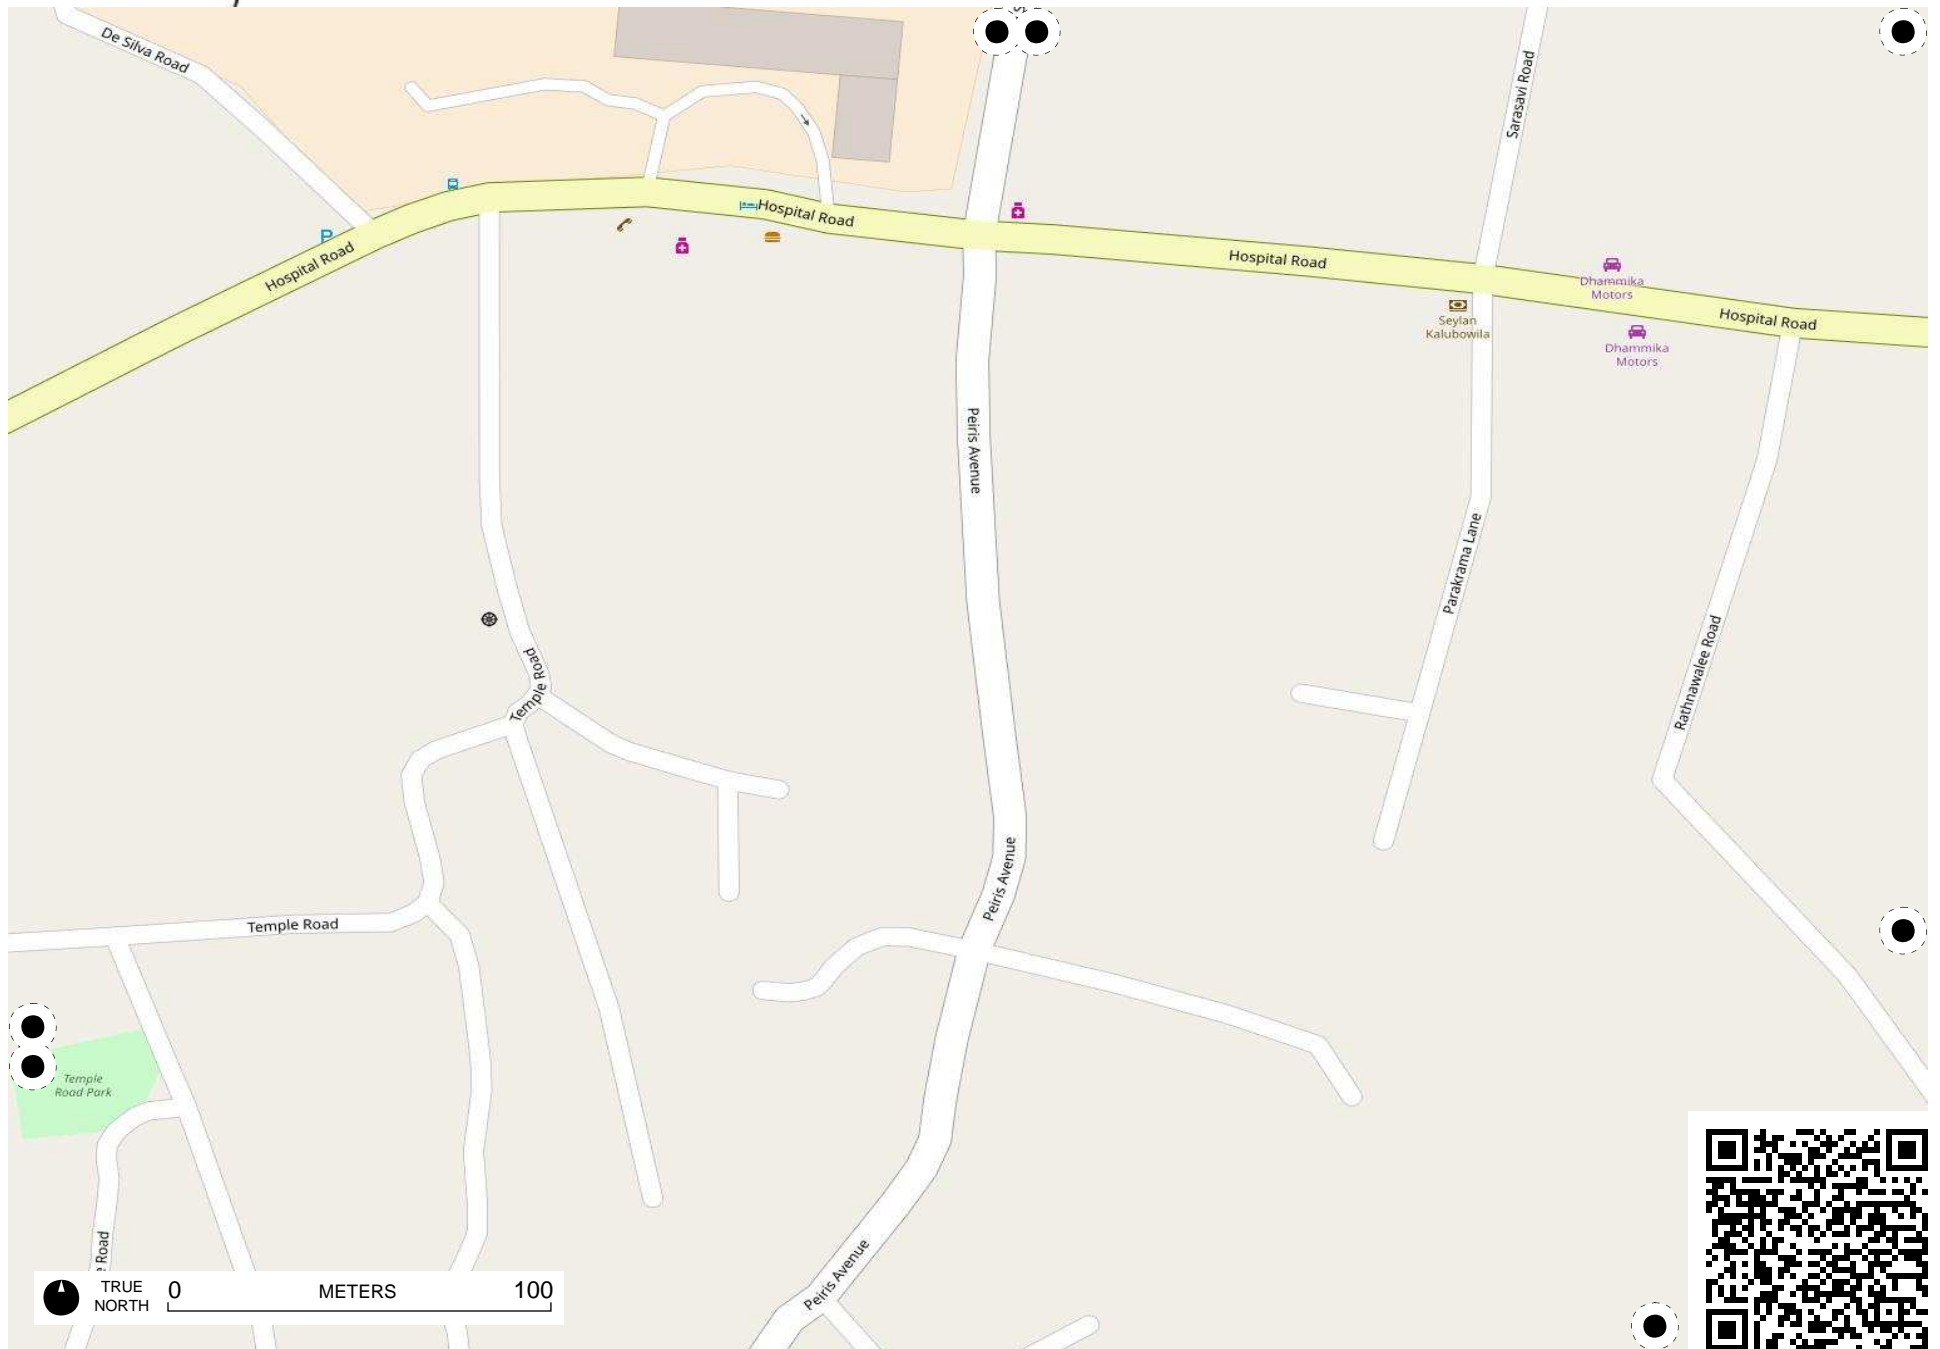 De Silva Road
Sarasavi Road
P
Hospital Road
Hospital Road
Hospital Road
Dhammika
Motors
Hospital Road
Seylan
Kalubowila
Dhammika
Motors
Peiris Avenue
Parakrama Lane
Rathnawalee Road
Temple Road
Peiris Avenue
Temple Road
Temple
Road Park
Road
Peiris Avenue
TRUE
NORTH
0 METERS 100